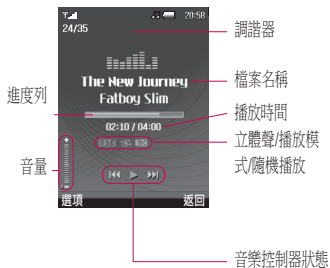 20:58
24/35
調諧器
The New Journey
檔案名稱
Fatboy Slim
進度列
播放時間
02:10 / 04:00
立體聲/播放模
式/隨機播放
音量
選項
返回
音樂控制器狀態